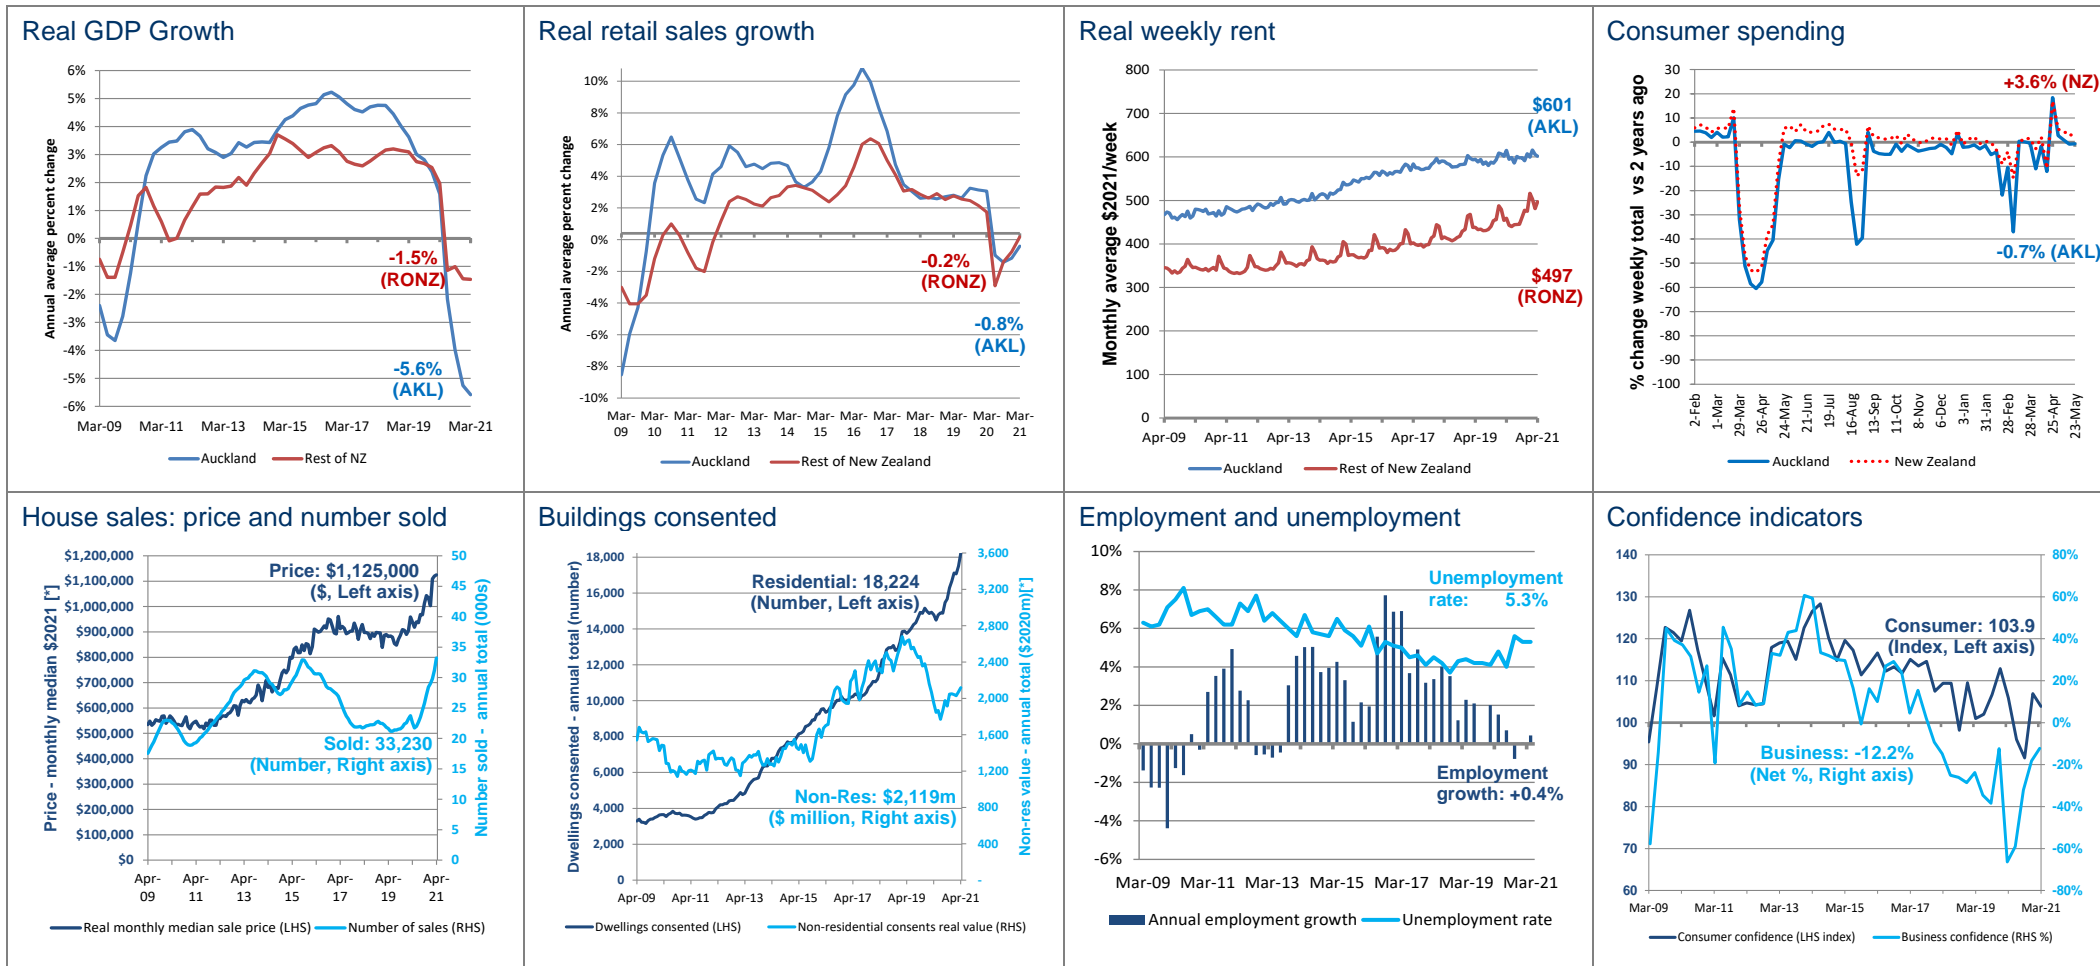 Real GDP Growth
Annual average percent change
6%
5%
4%
3%
2%
1%
0%
-1%
-2%
-3%
-4%
-5%
-6%
-1.5%
(RONZ)
-5.6%
(AKL)
Mar-09 Mar-11 Mar-13 Mar-15 Mar-17 Mar-19 Mar-21
Auckland Rest of NZ
Real retail sales growth
Annual average percent change
10%
8%
6%
4%
2%
0%
-2%
-4%
-6%
-8%
-10%
-0.2%
(RONZ)
-0.8%
(AKL)
Mar- Mar- Mar- Mar- Mar- Mar- Mar- Mar- Mar- Mar- Mar- Mar- Mar-
09 10 11 12 13 14 15 16 17 18 19 20 21
Auckland Rest of New Zealand
Real weekly rent
Monthly average $2021/week
800
700
600
500
400
300
200
100
0
$601
(AKL)
$497
(RONZ)
Apr-09 Apr-11 Apr-13 Apr-15 Apr-17 Apr-19 Apr-21
Auckland Rest of New Zealand
Consumer spending
% change weekly total vs 2 years ago
30
20
10
0
-10
-20
-30
-40
-50
-60
-70
-80
-90
-100
+3.6% (NZ)
-0.7% (AKL)
2-Feb
1-Mar
29-Mar
26-Apr
24-May
21-Jun
19-Jul
16-Aug
13-Sep
11-Oct
8-Nov
6-Dec
3-Jan
31-Jan
28-Feb
28-Mar
25-Apr
23-May
Auckland New Zealand
House sales: price and number sold
Price - monthly median $2021 [*]
$1,200,000
$1,100,000
$1,000,000
$900,000
$800,000
$700,000
$600,000
$500,000
$400,000
$300,000
$200,000
$100,000
$0
Price: $1,125,000
($, Left axis)
Sold: 33,230
(Number, Right axis)
50
45
40
35
30
25
20
15
10
5
0
Number sold - annual total (000s)
Apr- Apr- Apr- Apr- Apr- Apr- Apr-
09 11 13 15 17 19 21
Real monthly median sale price (LHS) Number of sales (RHS)
Buildings consented
Dwellings consented - annual total (number)
18,000
16,000
14,000
12,000
10,000
8,000
6,000
4,000
2,000
0
Residential: 18,224
(Number, Left axis)
Non-Res: $2,119m
($ million, Right axis)
3,600
3,200
2,800
2,400
2,000
1,600
1,200
800
400
-
Non-res value - annual total ($2020m)[*]
Apr-09 Apr-11 Apr-13 Apr-15 Apr-17 Apr-19 Apr-21
Dwellings consented (LHS) Non-residential consents real value (RHS)
Employment and unemployment
10%
8%
6%
4%
2%
0%
-2%
-4%
-6%
Unemployment
rate: 5.3%
Employment
growth: +0.4%
Mar-09 Mar-11 Mar-13 Mar-15 Mar-17 Mar-19 Mar-21
Annual employment growth Unemployment rate
Confidence indicators
140
130
120
110
100
90
80
70
60
Consumer: 103.9
(Index, Left axis)
Business: -12.2%
(Net %, Right axis)
80%
60%
40%
20%
0%
-20%
-40%
-60%
-80%
Mar-09 Mar-11 Mar-13 Mar-15 Mar-17 Mar-19 Mar-21
Consumer confidence (LHS index) Business confidence (RHS %)